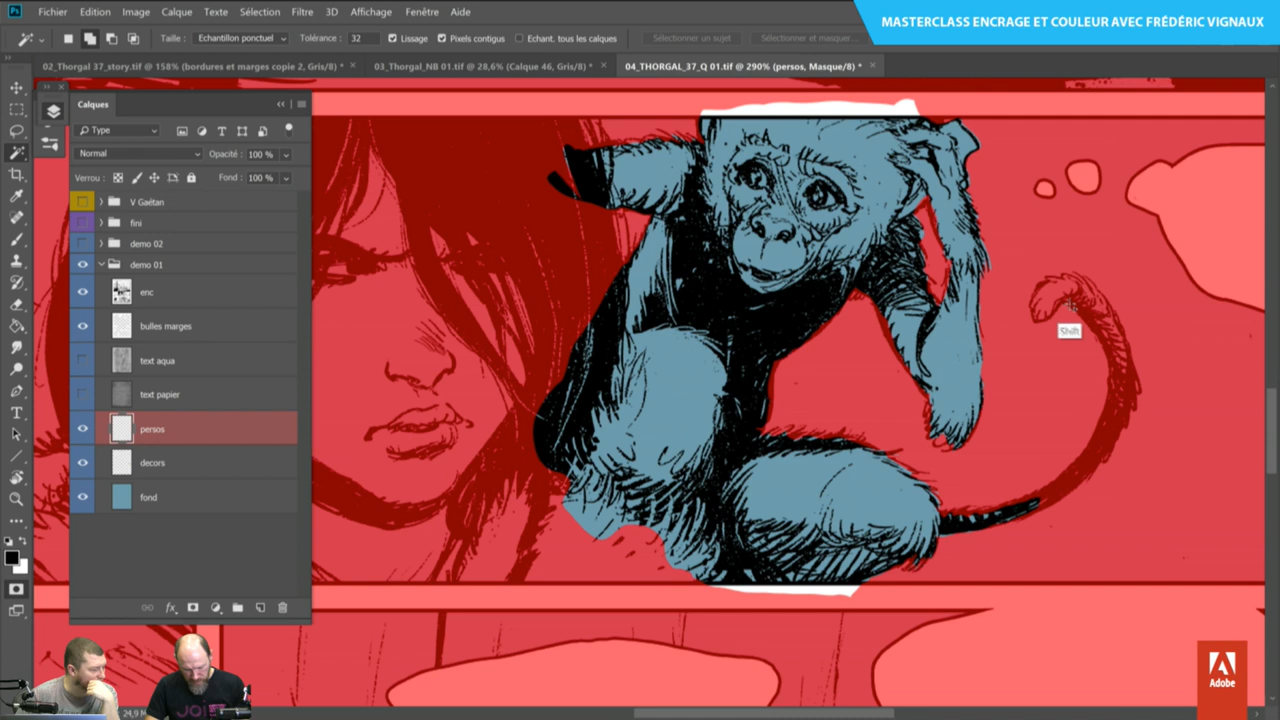 Ps Fichier Edition Image Calque Texte Sélection Filtre 3D Affichage Fenêtre Aide
MASTERCLASS ENCRAGE ET COULEUR AVEC FRÉDÉRIC VIGNAUX
Taille : Echantillon ponctuel Tolérance : 32 Lissage Pixels contigus Echant. tous les calques Sélectionner un sujet Sélectionner et masquer...
02_Thorgal 37_story.tif @ 158% (bordures et marges copie 2, Gris/8) * 03_Thorgal_NB 01.tif @ 28,6% (Calque 46, Gris/8) * 04_THORGAL_37_Q 01.tif @ 290% (persos, Masque/8) *
Calques
Type
Normal Opacité : 100 %
Verrou : Fond : 100 %
V Gaétan
fini
demo 02
demo 01
enc
bulles marges
text aqua
text papier
persos
decors
fond
fx
Shift
Adobe